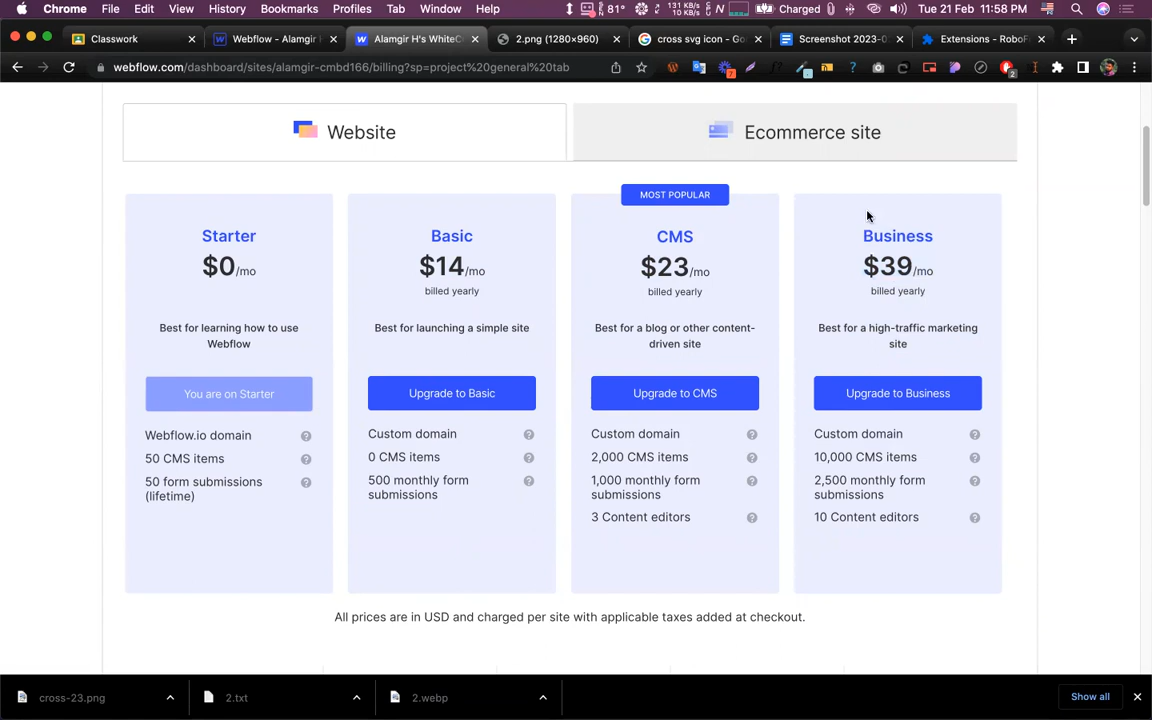 Chrome File Edit View History Bookmarks Profiles Tab Window Help 81° 131 KB/s 10 KB/s Charged Tue 21 Feb 11:58 PM
Classwork
Webflow - Alamgir
Alamgir H's WhiteC
2.png (1280×960)
cross svg icon - Go
Screenshot 2023-0
Extensions - RoboF
webflow.com/dashboard/sites/alamgir-cmbd166/billing?sp=project%20general%20tab
Website
Ecommerce site
MOST POPULAR
Starter
$0/mo
Best for learning how to use
Webflow
You are on Starter
Webflow.io domain
50 CMS items
50 form submissions
(lifetime)
Basic
$14/mo
billed yearly
Best for launching a simple site
Upgrade to Basic
Custom domain
0 CMS items
500 monthly form
submissions
CMS
$23/mo
billed yearly
Best for a blog or other content-
driven site
Upgrade to CMS
Custom domain
2,000 CMS items
1,000 monthly form
submissions
3 Content editors
Business
$39/mo
billed yearly
Best for a high-traffic marketing
site
Upgrade to Business
Custom domain
10,000 CMS items
2,500 monthly form
submissions
10 Content editors
All prices are in USD and charged per site with applicable taxes added at checkout.
cross-23.png
2.txt
2.webp
Show all